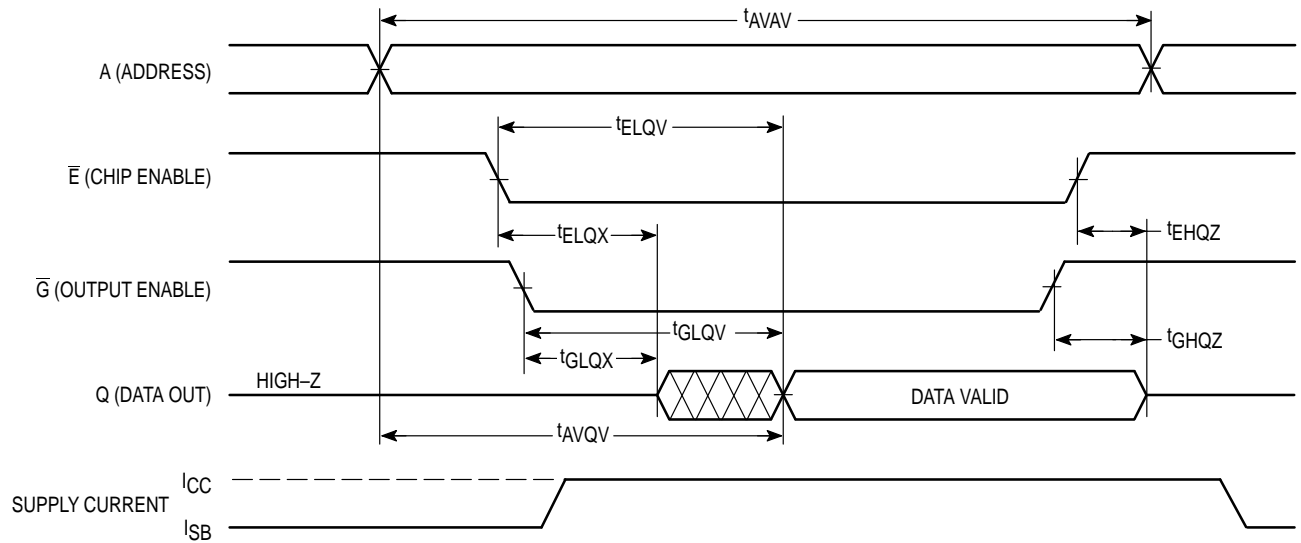 tAVAV
A (ADDRESS)
tELQV
E̅ (CHIP ENABLE)
tELQX
tEHQZ
G̅ (OUTPUT ENABLE)
tGLQV
tGHQZ
tGLQX
HIGH–Z
Q (DATA OUT)
DATA VALID
tAVQV
ICC
SUPPLY CURRENT
ISB